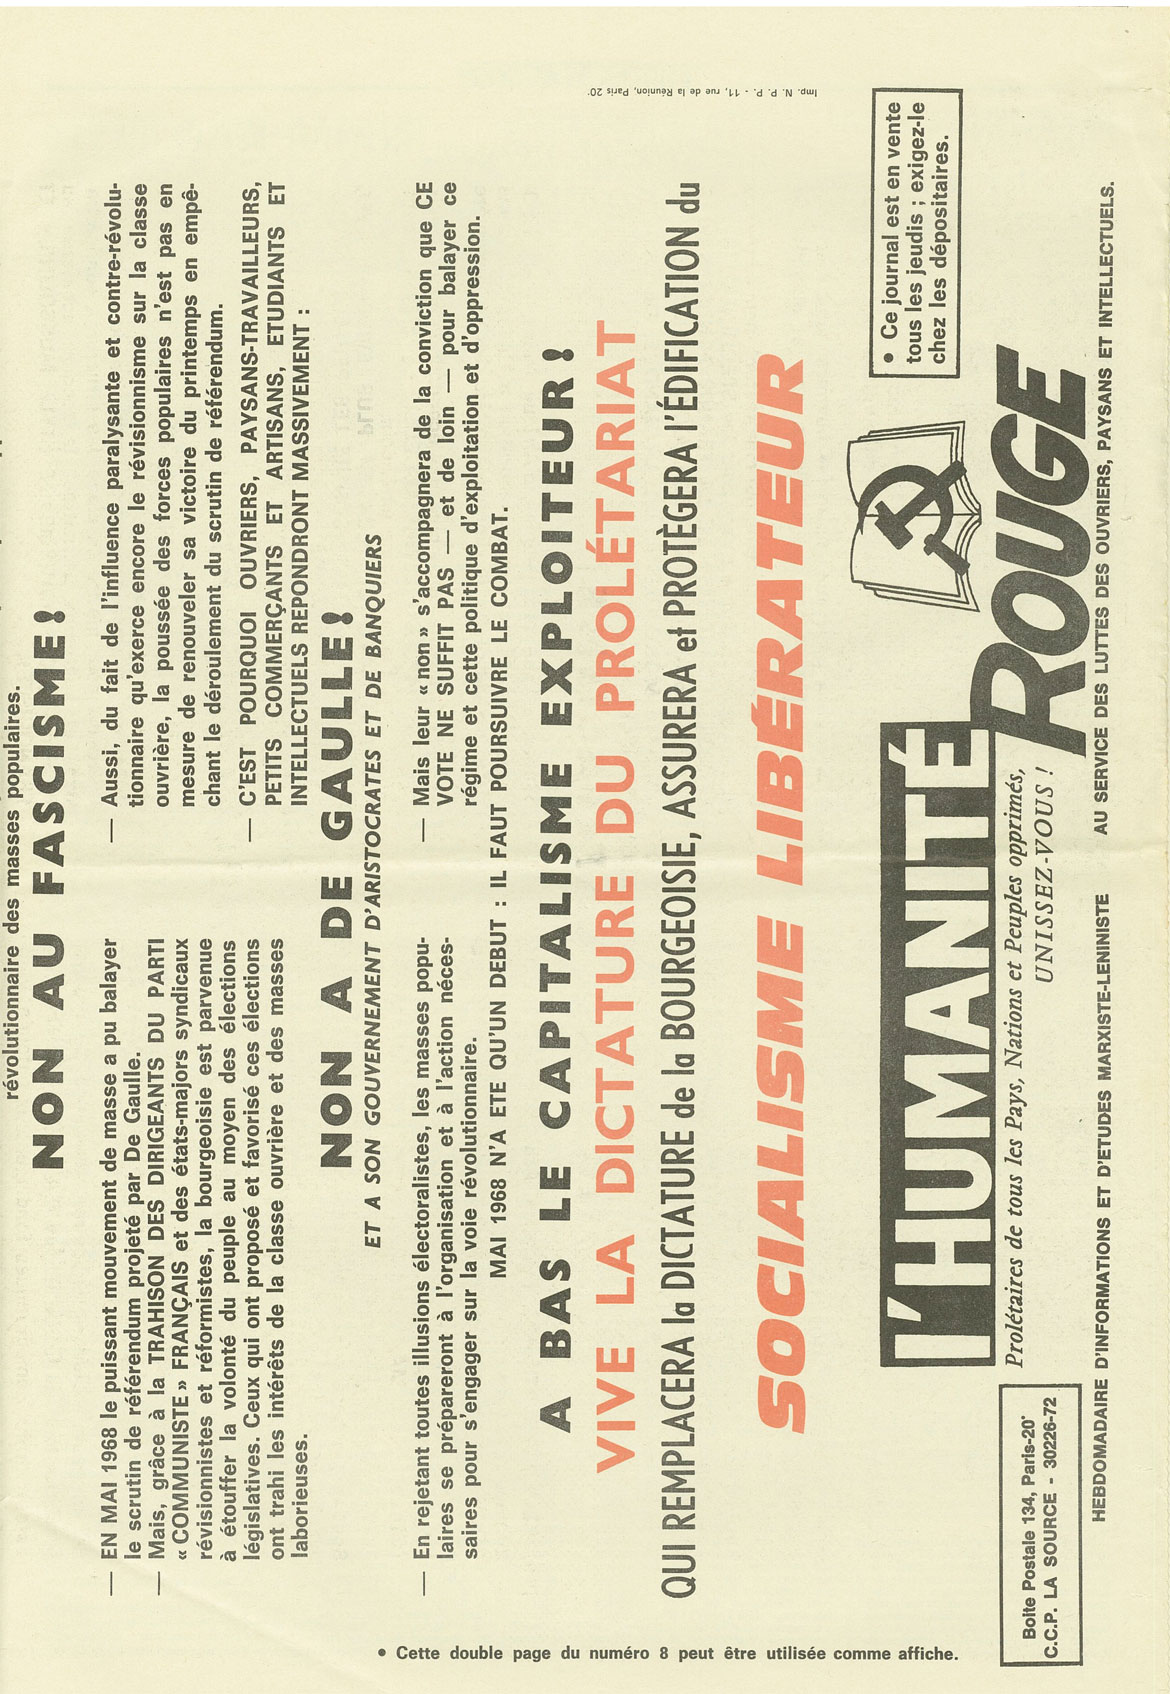 révolutionnaire des masses populaires.
NON AU FASCISME !
— EN MAI 1968 le puissant mouvement de masse a pu balayer
le scrutin de référendum projeté par De Gaulle.
— Mais, grâce à la TRAHISON DES DIRIGEANTS DU PARTI
« COMMUNISTE » FRANÇAIS et des états-majors syndicaux
révisionnistes et réformistes, la bourgeoisie est parvenue
à étouffer la volonté du peuple au moyen des élections
législatives. Ceux qui ont proposé et favorisé ces élections
ont trahi les intérêts de la classe ouvrière et des masses
laborieuses.
— Aussi, du fait de l'influence paralysante et contre-révolu-
tionnaire qu'exerce encore le révisionnisme sur la classe
ouvrière, la poussée des forces populaires n'est pas en
mesure de renouveler sa victoire du printemps en empê-
chant le déroulement du scrutin de référendum.
— C'EST POURQUOI OUVRIERS, PAYSANS-TRAVAILLEURS,
PETITS COMMERÇANTS ET ARTISANS, ETUDIANTS ET
INTELLECTUELS REPONDRONT MASSIVEMENT :
NON A DE GAULLE !
ET A SON GOUVERNEMENT D'ARISTOCRATES ET DE BANQUIERS
— En rejetant toutes illusions électoralistes, les masses popu-
laires se prépareront à l'organisation et à l'action néces-
saires pour s'engager sur la voie révolutionnaire.
— Mais leur « non » s'accompagnera de la conviction que CE
VOTE NE SUFFIT PAS — et de loin — pour balayer ce
régime et cette politique d'exploitation et d'oppression.
MAI 1968 N'A ETE QU'UN DEBUT : IL FAUT POURSUIVRE LE COMBAT.
A BAS LE CAPITALISME EXPLOITEUR !
VIVE LA DICTATURE DU PROLÉTARIAT
QUI REMPLACERA la DICTATURE de la BOURGEOISIE, ASSURERA et PROTÈGERA l'ÉDIFICATION du
SOCIALISME LIBÉRATEUR
• Cette double page du numéro 8 peut être utilisée comme affiche.
Imp. N. P. P. - 11, rue de la Réunion, Paris 20°
l'HUMANITÉ
ROUGE
Prolétaires de tous les Pays, Nations et Peuples opprimés,
UNISSEZ-VOUS !
• Ce journal est en vente
tous les jeudis ; exigez-le
chez les dépositaires.
Boite Postale 134, Paris-20°
C.C.P. LA SOURCE - 30226-72
HEBDOMADAIRE D'INFORMATIONS ET D'ETUDES MARXISTE-LENINISTE AU SERVICE DES LUTTES DES OUVRIERS, PAYSANS ET INTELLECTUELS.